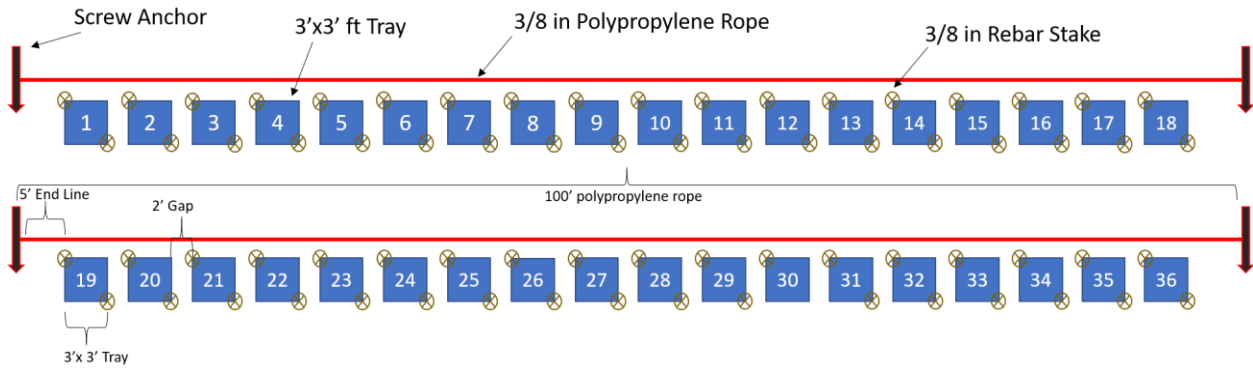 Screw Anchor
3'x3' ft Tray
3/8 in Polypropylene Rope
3/8 in Rebar Stake
1 2 3 4 5 6 7 8 9 10 11 12 13 14 15 16 17 18
5' End Line
100' polypropylene rope
2' Gap
19 20 21 22 23 24 25 26 27 28 29 30 31 32 33 34 35 36
3'x 3' Tray